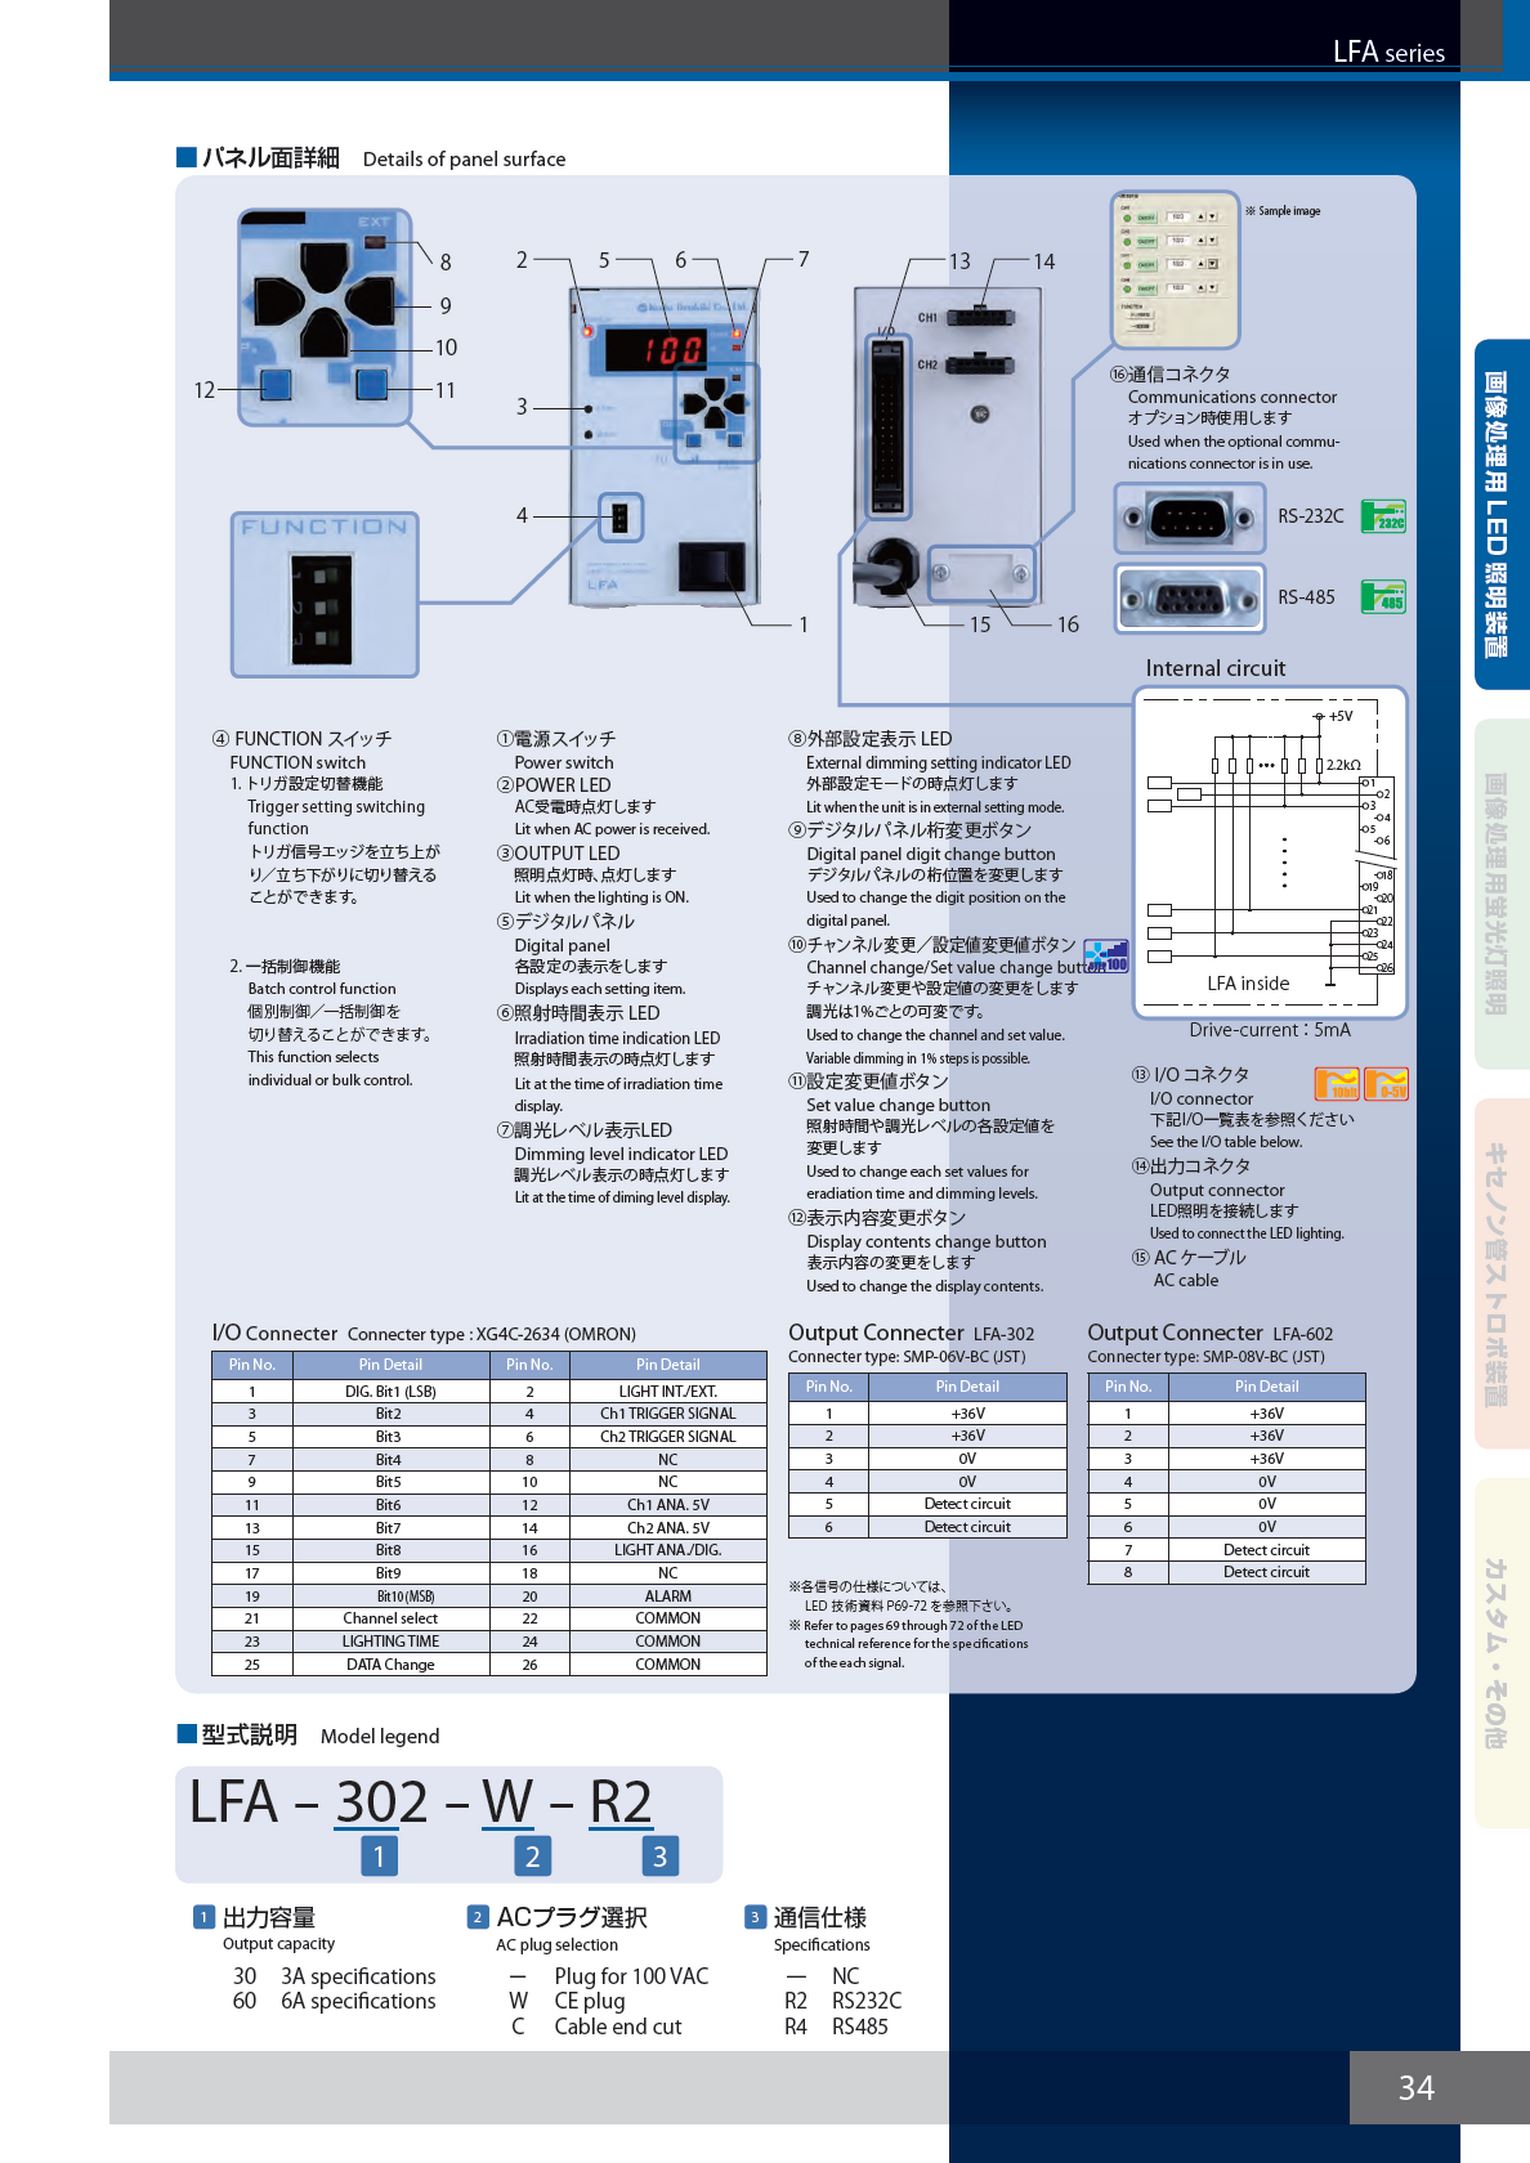 LFA series
■パネル面詳細 Details of panel surface
EXT
8
9
10
11
12
FUNCTION
2
5
6
7
3
4
1
100
LFA
13
14
I/O
CH1
CH2
15
16
※ Sample image
⑯通信コネクタ
Communications connector
オプション時使用します
Used when the optional commu-
nications connector is in use.
RS-232C
232C
RS-485
485
Internal circuit
+5V
2.2kΩ
1
2
3
4
5
6
18
19
20
21
22
23
24
25
26
LFA inside
Drive-current：5mA
④ FUNCTION スイッチ
FUNCTION switch
1. トリガ設定切替機能
Trigger setting switching
function
トリガ信号エッジを立ち上が
り／立ち下がりに切り替える
ことができます。
2. 一括制御機能
Batch control function
個別制御／一括制御を
切り替えることができます。
This function selects
individual or bulk control.
①電源スイッチ
Power switch
②POWER LED
AC受電時点灯します
Lit when AC power is received.
③OUTPUT LED
照明点灯時、点灯します
Lit when the lighting is ON.
⑤デジタルパネル
Digital panel
各設定の表示をします
Displays each setting item.
⑥照射時間表示 LED
Irradiation time indication LED
照射時間表示の時点灯します
Lit at the time of irradiation time
display.
⑦調光レベル表示LED
Dimming level indicator LED
調光レベル表示の時点灯します
Lit at the time of diming level display.
⑧外部設定表示 LED
External dimming setting indicator LED
外部設定モードの時点灯します
Lit when the unit is in external setting mode.
⑨デジタルパネル桁変更ボタン
Digital panel digit change button
デジタルパネルの桁位置を変更します
Used to change the digit position on the
digital panel.
⑩チャンネル変更／設定値変更値ボタン
Channel change/Set value change button
チャンネル変更や設定値の変更をします
調光は1%ごとの可変です。
Used to change the channel and set value.
Variable dimming in 1% steps is possible.
⑪設定変更値ボタン
Set value change button
照射時間や調光レベルの各設定値を
変更します
Used to change each set values for
eradiation time and dimming levels.
⑫表示内容変更ボタン
Display contents change button
表示内容の変更をします
Used to change the display contents.
⑬ I/O コネクタ
10bit 0-5V
I/O connector
下記I/O一覧表を参照ください
See the I/O table below.
⑭出力コネクタ
Output connector
LED照明を接続します
Used to connect the LED lighting.
⑮ AC ケーブル
AC cable
I/O Connecter Connecter type : XG4C-2634 (OMRON)
Pin No. Pin Detail Pin No. Pin Detail
1 DIG. Bit1 (LSB) 2 LIGHT INT./EXT.
3 Bit2 4 Ch1 TRIGGER SIGNAL
5 Bit3 6 Ch2 TRIGGER SIGNAL
7 Bit4 8 NC
9 Bit5 10 NC
11 Bit6 12 Ch1 ANA. 5V
13 Bit7 14 Ch2 ANA. 5V
15 Bit8 16 LIGHT ANA./DIG.
17 Bit9 18 NC
19 Bit10(MSB) 20 ALARM
21 Channel select 22 COMMON
23 LIGHTING TIME 24 COMMON
25 DATA Change 26 COMMON
Output Connecter LFA-302
Connecter type: SMP-06V-BC (JST)
Pin No. Pin Detail
1 +36V
2 +36V
3 0V
4 0V
5 Detect circuit
6 Detect circuit
Output Connecter LFA-602
Connecter type: SMP-08V-BC (JST)
Pin No. Pin Detail
1 +36V
2 +36V
3 +36V
4 0V
5 0V
6 0V
7 Detect circuit
8 Detect circuit
※各信号の仕様については、
LED 技術資料 P69-72 を参照下さい。
※ Refer to pages 69 through 72 of the LED
technical reference for the specifications
of the each signal.
■型式説明 Model legend
LFA – 302 – W – R2
1 2 3
1 出力容量
Output capacity
30 3A specifications
60 6A specifications
2 ACプラグ選択
AC plug selection
— Plug for 100 VAC
W CE plug
C Cable end cut
3 通信仕様
Specifications
— NC
R2 RS232C
R4 RS485
34
画像処理用 LED 照明装置
画像処理用蛍光灯照明
キセノン管ストロボ装置
カスタム・その他